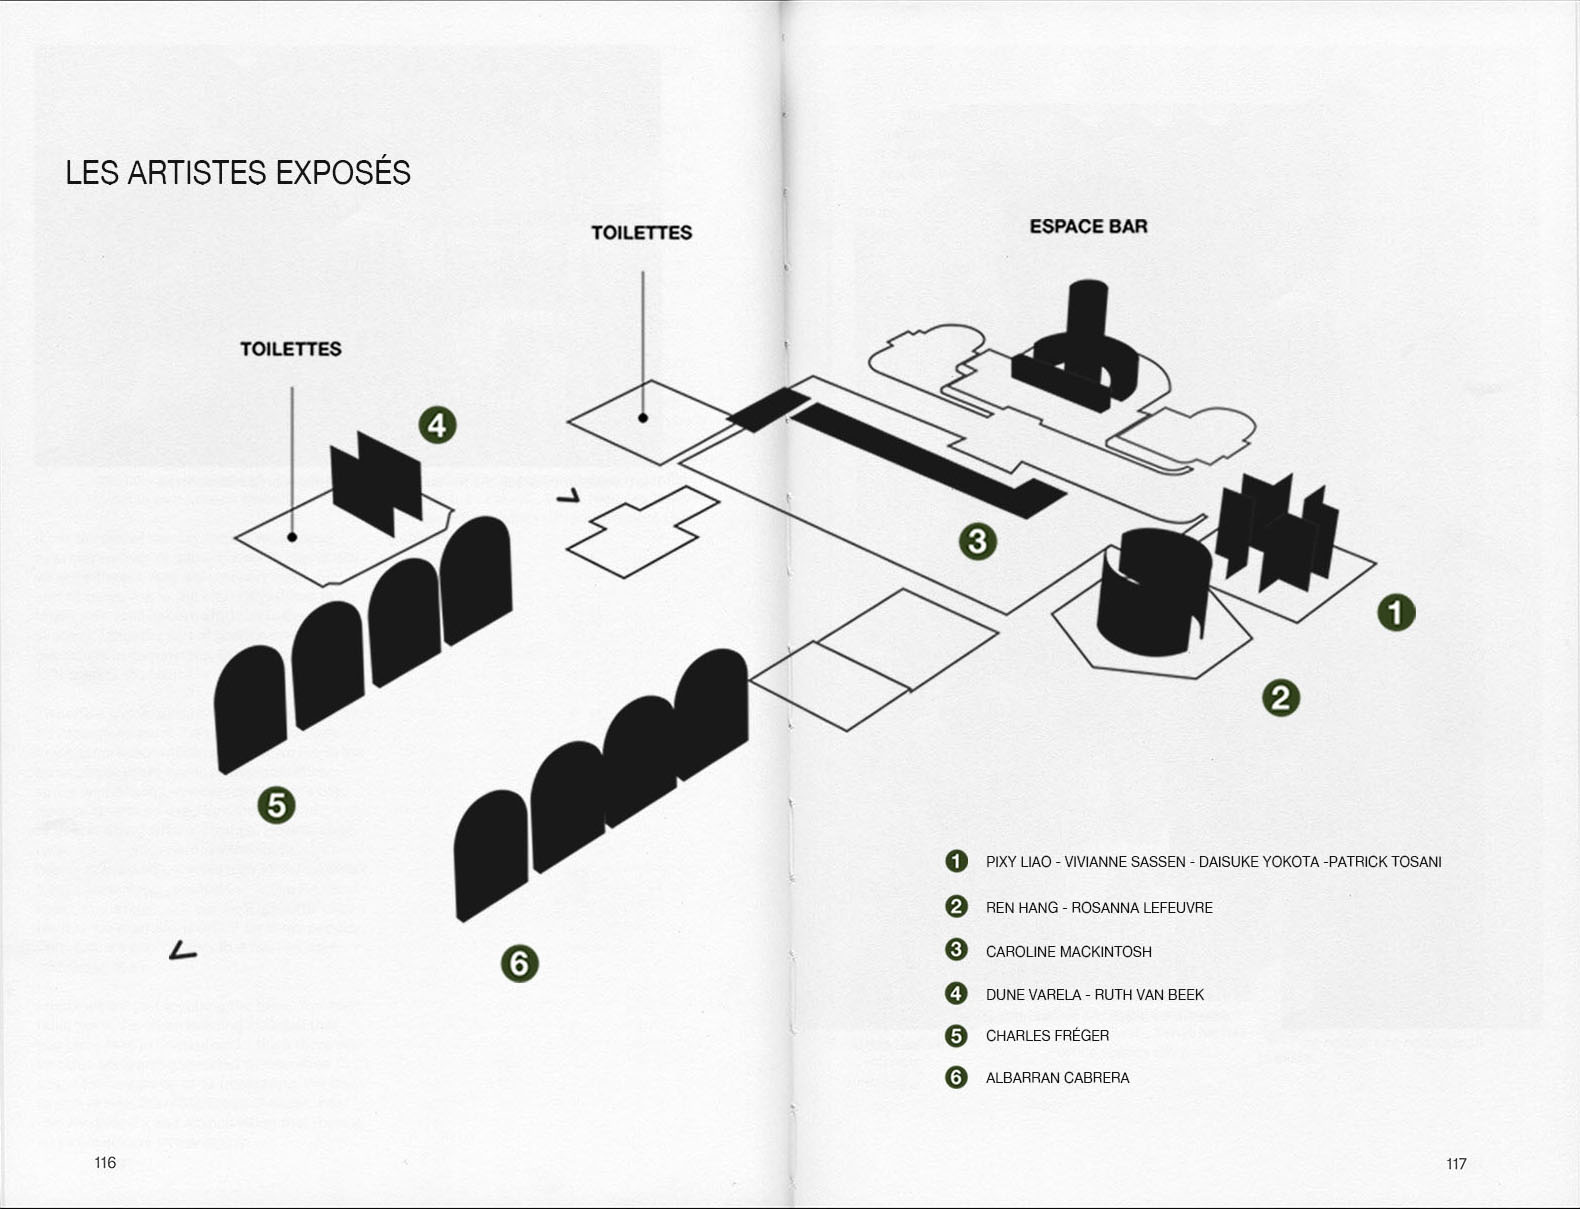 LES ARTISTES EXPOSÉS
TOILETTES
ESPACE BAR
TOILETTES
4
3
1
2
5
6
1 PIXY LIAO - VIVIANNE SASSEN - DAISUKE YOKOTA -PATRICK TOSANI
2 REN HANG - ROSANNA LEFEUVRE
3 CAROLINE MACKINTOSH
4 DUNE VARELA - RUTH VAN BEEK
5 CHARLES FRÉGER
6 ALBARRAN CABRERA
116
117